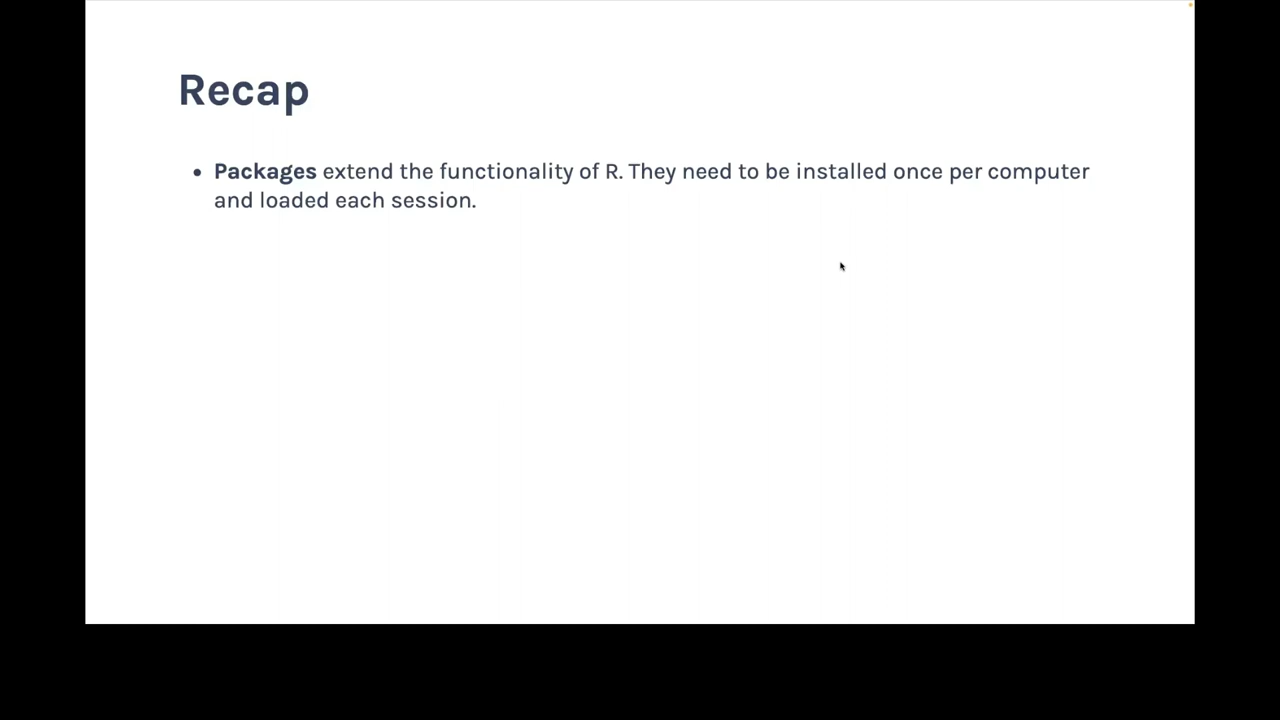 Recap
• Packages extend the functionality of R. They need to be installed once per computer
and loaded each session.